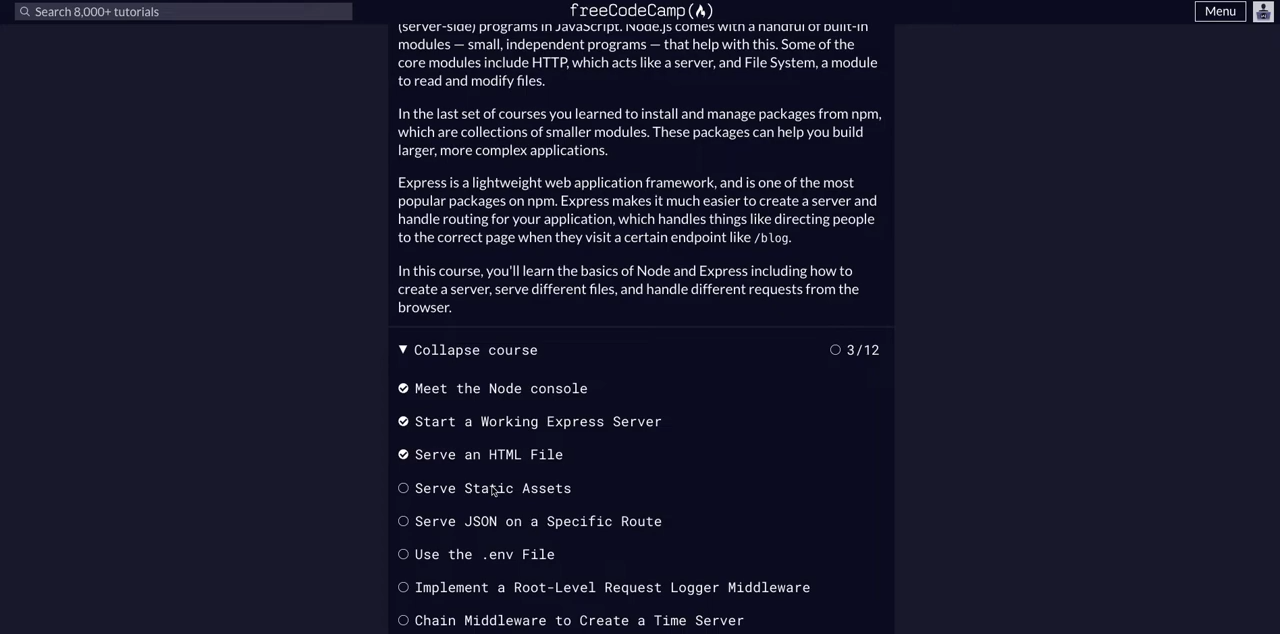 Search 8,000+ tutorials
freeCodeCamp
Menu
(server-side) programs in JavaScript. Node.js comes with a handful of built-in
modules — small, independent programs — that help with this. Some of the
core modules include HTTP, which acts like a server, and File System, a module
to read and modify files.
In the last set of courses you learned to install and manage packages from npm,
which are collections of smaller modules. These packages can help you build
larger, more complex applications.
Express is a lightweight web application framework, and is one of the most
popular packages on npm. Express makes it much easier to create a server and
handle routing for your application, which handles things like directing people
to the correct page when they visit a certain endpoint like /blog.
In this course, you'll learn the basics of Node and Express including how to
create a server, serve different files, and handle different requests from the
browser.
Collapse course 3/12
Meet the Node console
Start a Working Express Server
Serve an HTML File
Serve Static Assets
Serve JSON on a Specific Route
Use the .env File
Implement a Root-Level Request Logger Middleware
Chain Middleware to Create a Time Server